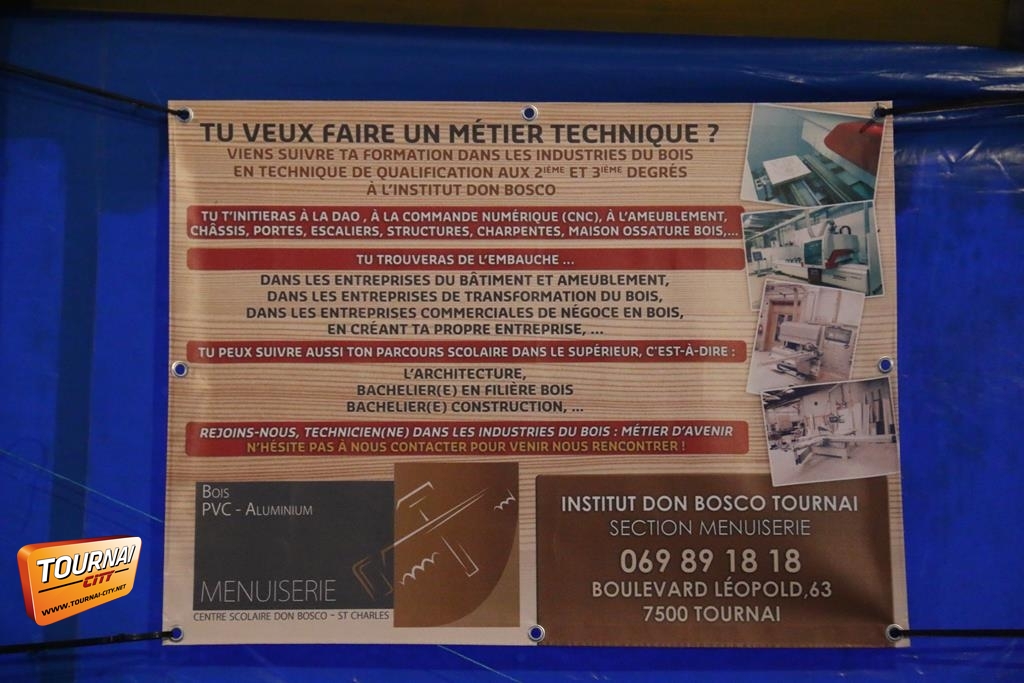 TU VEUX FAIRE UN MÉTIER TECHNIQUE ?
VIENS SUIVRE TA FORMATION DANS LES INDUSTRIES DU BOIS
EN TECHNIQUE DE QUALIFICATION AUX 2IÈME ET 3IÈME DEGRÉS
À L'INSTITUT DON BOSCO
TU T'INITIERAS À LA DAO , À LA COMMANDE NUMÉRIQUE (CNC), À L'AMEUBLEMENT,
CHÂSSIS, PORTES, ESCALIERS, STRUCTURES, CHARPENTES, MAISON OSSATURE BOIS,...
TU TROUVERAS DE L'EMBAUCHE ...
DANS LES ENTREPRISES DU BÂTIMENT ET AMEUBLEMENT,
DANS LES ENTREPRISES DE TRANSFORMATION DU BOIS,
DANS LES ENTREPRISES COMMERCIALES DE NÉGOCE EN BOIS,
EN CRÉANT TA PROPRE ENTREPRISE, ...
TU PEUX SUIVRE AUSSI TON PARCOURS SCOLAIRE DANS LE SUPÉRIEUR, C'EST-À-DIRE :
L'ARCHITECTURE,
BACHELIER(E) EN FILIÈRE BOIS
BACHELIER(E) CONSTRUCTION, ...
REJOINS-NOUS, TECHNICIEN(NE) DANS LES INDUSTRIES DU BOIS : MÉTIER D'AVENIR
N'HÉSITE PAS À NOUS CONTACTER POUR VENIR NOUS RENCONTRER !
BOIS
PVC - ALUMINIUM
MENUISERIE
CENTRE SCOLAIRE DON BOSCO - ST CHARLES
INSTITUT DON BOSCO TOURNAI
SECTION MENUISERIE
069 89 18 18
BOULEVARD LÉOPOLD,63
7500 TOURNAI
TOURNAI
CITY
WWW.TOURNAI-CITY.NET